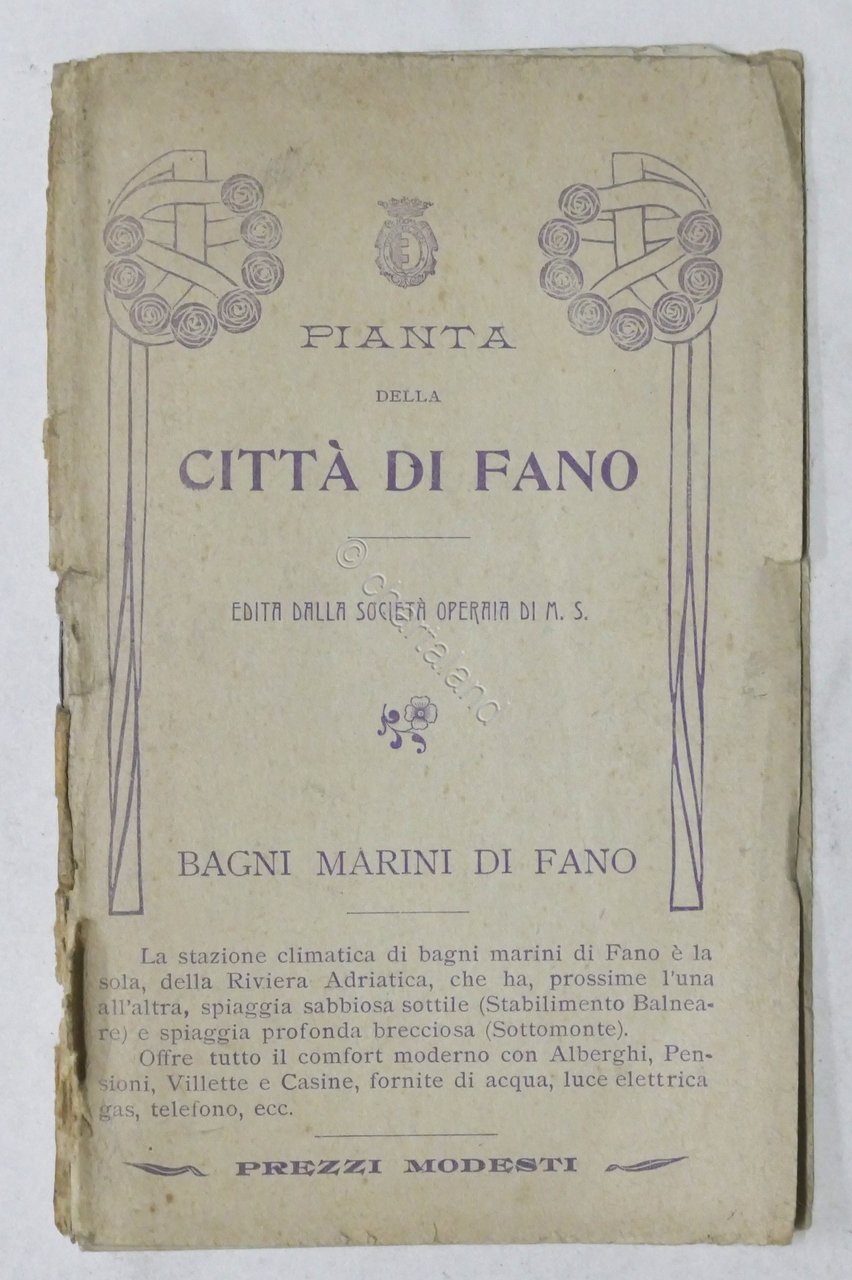 PIANTA
DELLA
CITTÀ DI FANO
EDITA DALLA SOCIETÀ OPERAIA DI M. S.
© chartaland
BAGNI MARINI DI FANO
La stazione climatica di bagni marini di Fano è la
sola, della Riviera Adriatica, che ha, prossime l'una
all'altra, spiaggia sabbiosa sottile (Stabilimento Balnea-
re) e spiaggia profonda brecciosa (Sottomonte).
Offre tutto il comfort moderno con Alberghi, Pen-
sioni, Villette e Casine, fornite di acqua, luce elettrica
gas, telefono, ecc.
PREZZI MODESTI